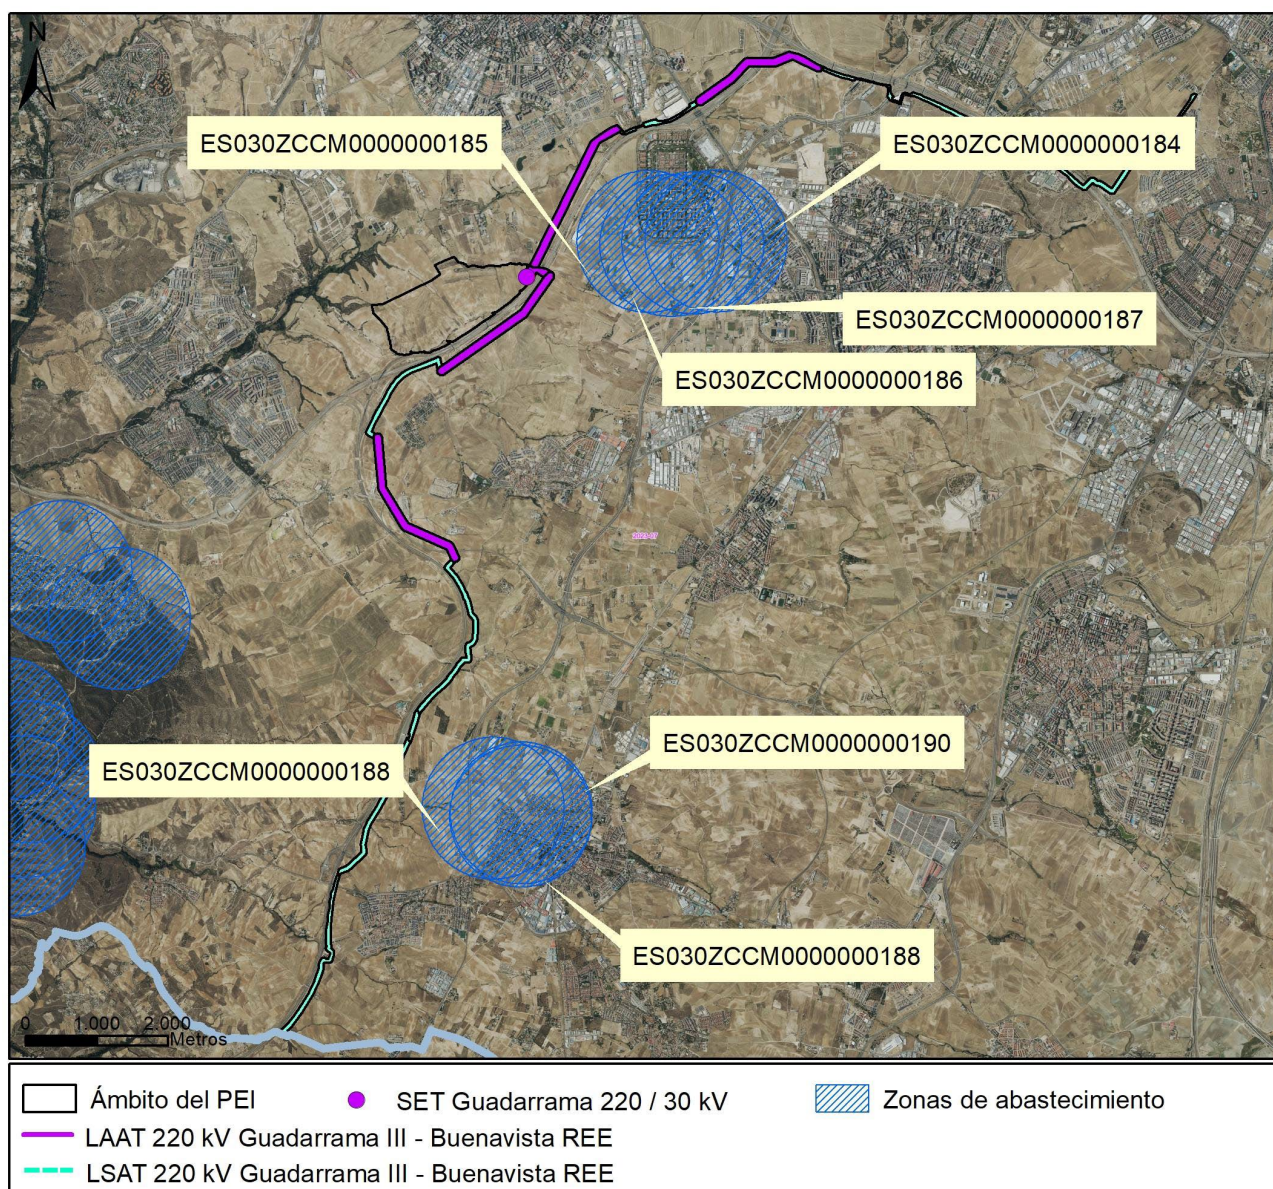 N
ES030ZCCM0000000185
ES030ZCCM0000000184
ES030ZCCM0000000187
ES030ZCCM0000000186
2023-07
ES030ZCCM0000000190
ES030ZCCM0000000188
ES030ZCCM0000000188
0 1.000 2.000
Metros
Ámbito del PEI
SET Guadarrama 220 / 30 kV
Zonas de abastecimiento
LAAT 220 kV Guadarrama III - Buenavista REE
LSAT 220 kV Guadarrama III - Buenavista REE